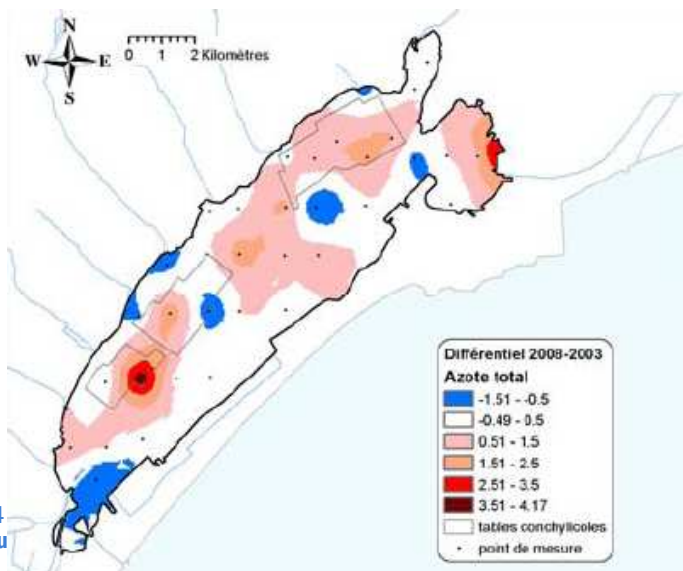 N
W E
S
0 1 2 Kilomètres
Différentiel 2008-2003
Azote total
-1.51 - -0.5
-0.49 - 0.5
0.51 - 1.5
1.51 - 2.5
2.51 - 3.5
3.51 - 4.17
tables conchylicoles
point de mesure
u